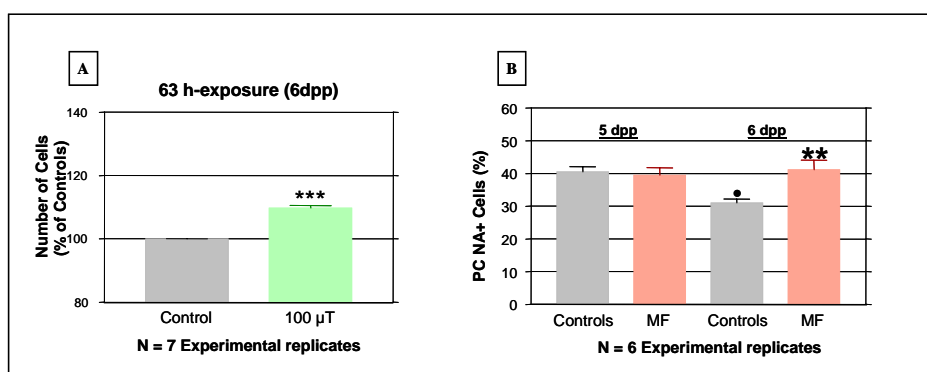 A
63 h-exposure (6dpp)
Number of Cells
(% of Controls)
140
120
100
80
***
Control
100 µT
N = 7 Experimental replicates
B
PC NA+ Cells (%)
60
50
40
30
20
10
0
5 dpp
6 dpp
•
**
Controls
MF
Controls
MF
N = 6 Experimental replicates